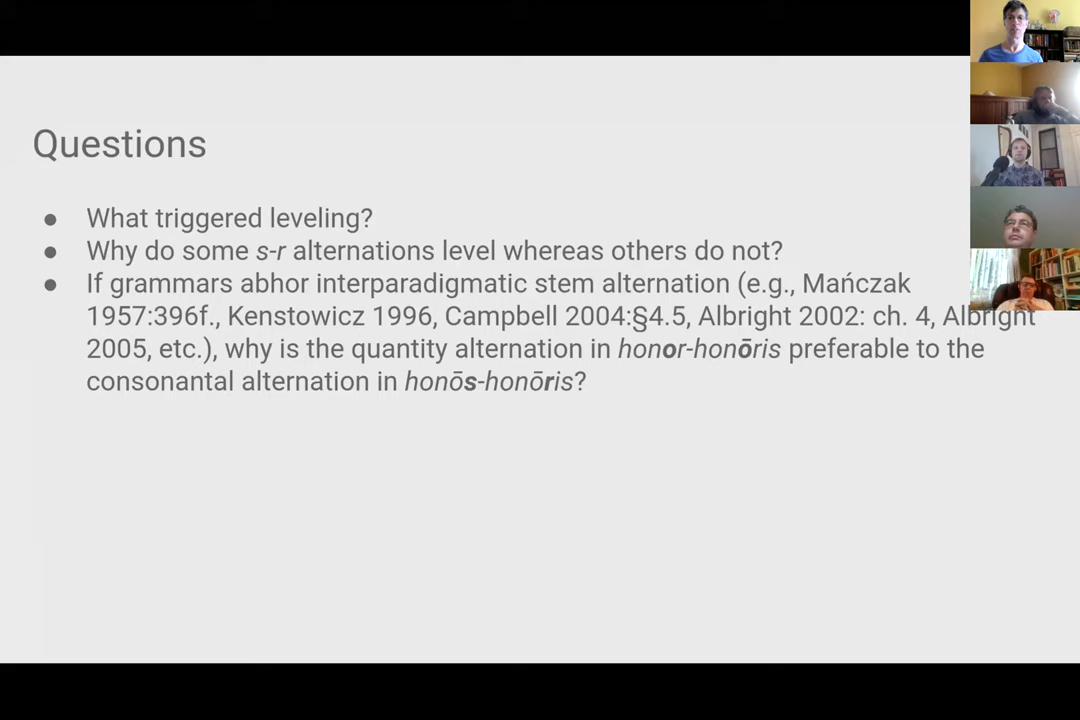 Questions
● What triggered leveling?
● Why do some s-r alternations level whereas others do not?
● If grammars abhor interparadigmatic stem alternation (e.g., Mańczak
1957:396f., Kenstowicz 1996, Campbell 2004:§4.5, Albright 2002: ch. 4, Albright
2005, etc.), why is the quantity alternation in honor-honōris preferable to the
consonantal alternation in honōs-honōris?